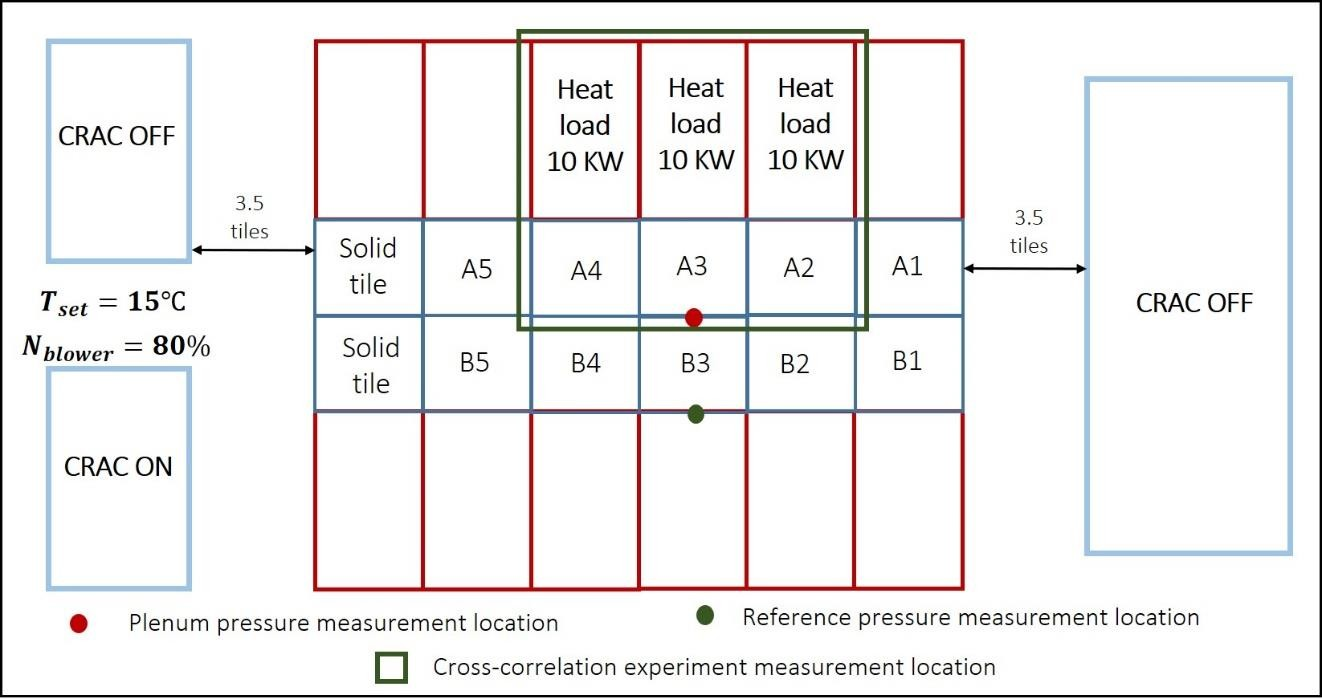 CRAC OFF
3.5
tiles
T_set = 15°C
N_blower = 80%
CRAC ON
Heat
load
10 KW
Heat
load
10 KW
Heat
load
10 KW
Solid
tile
A5
A4
A3
A2
A1
Solid
tile
B5
B4
B3
B2
B1
3.5
tiles
CRAC OFF
Plenum pressure measurement location
Reference pressure measurement location
Cross-correlation experiment measurement location